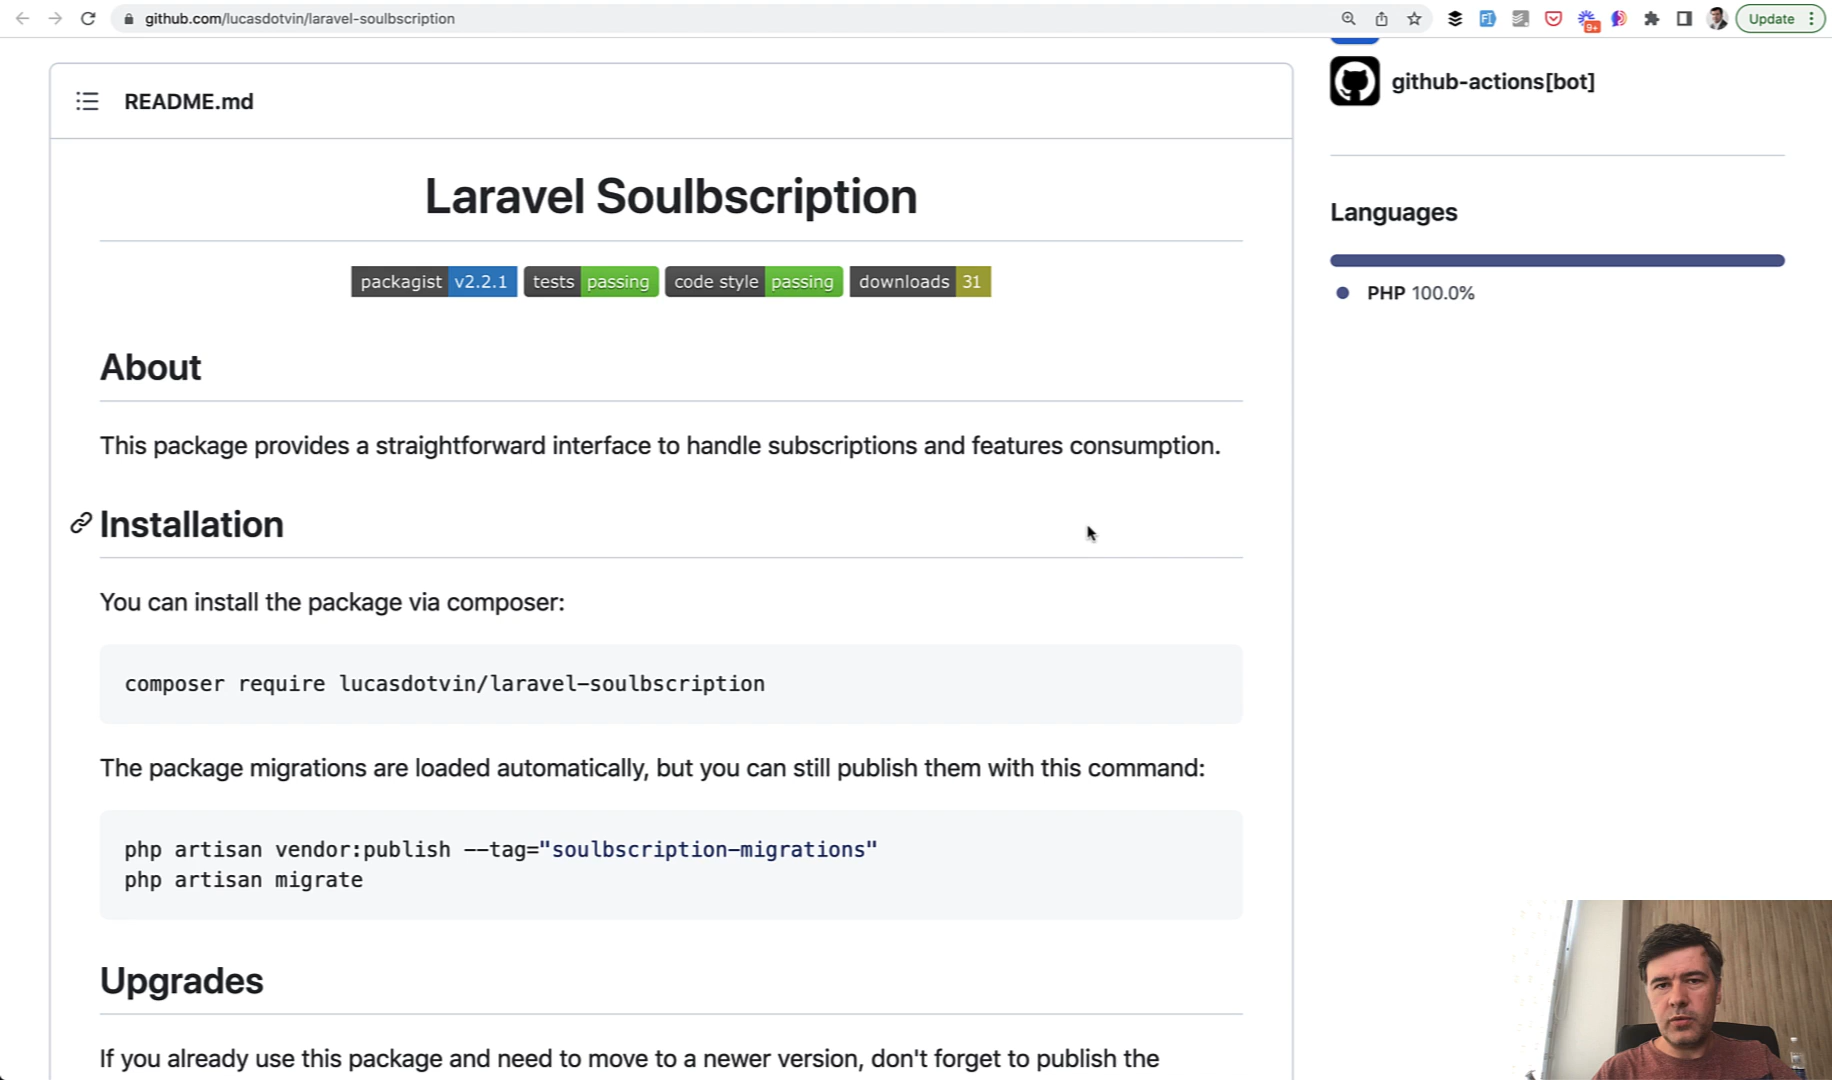 github.com/lucasdotvin/laravel-soulbscription
9+
Update
README.md
github-actions[bot]
Laravel Soulbscription
Languages
packagist v2.2.1 tests passing code style passing downloads 31
PHP 100.0%
About
This package provides a straightforward interface to handle subscriptions and features consumption.
Installation
You can install the package via composer:
composer require lucasdotvin/laravel-soulbscription
The package migrations are loaded automatically, but you can still publish them with this command:
php artisan vendor:publish --tag="soulbscription-migrations"
php artisan migrate
Upgrades
If you already use this package and need to move to a newer version, don't forget to publish the